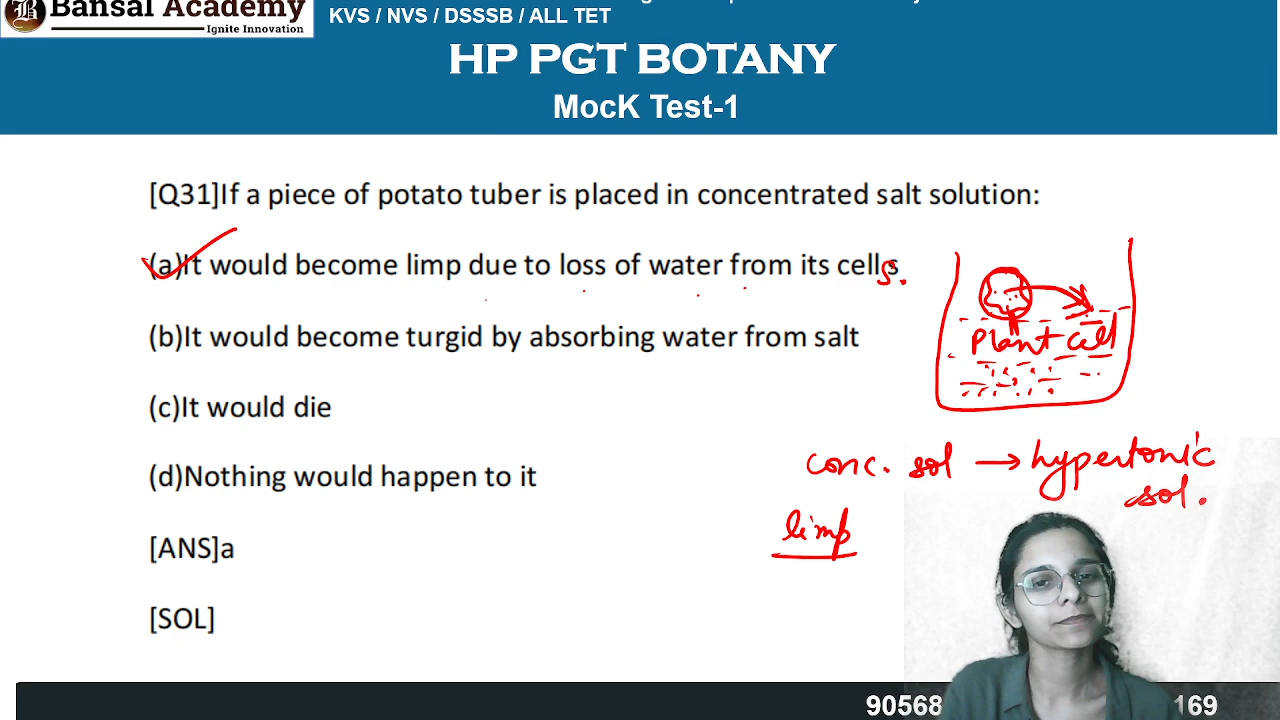 Bansal Academy
Ignite Innovation
KVS / NVS / DSSSB / ALL TET
HP PGT BOTANY
MocK Test-1
[Q31]If a piece of potato tuber is placed in concentrated salt solution:
(a)It would become limp due to loss of water from its cells
s.
(b)It would become turgid by absorbing water from salt
(c)It would die
(d)Nothing would happen to it
[ANS]a
[SOL]
Plant Cell
conc. sol → hypertonic
sol.
limp
90568
169